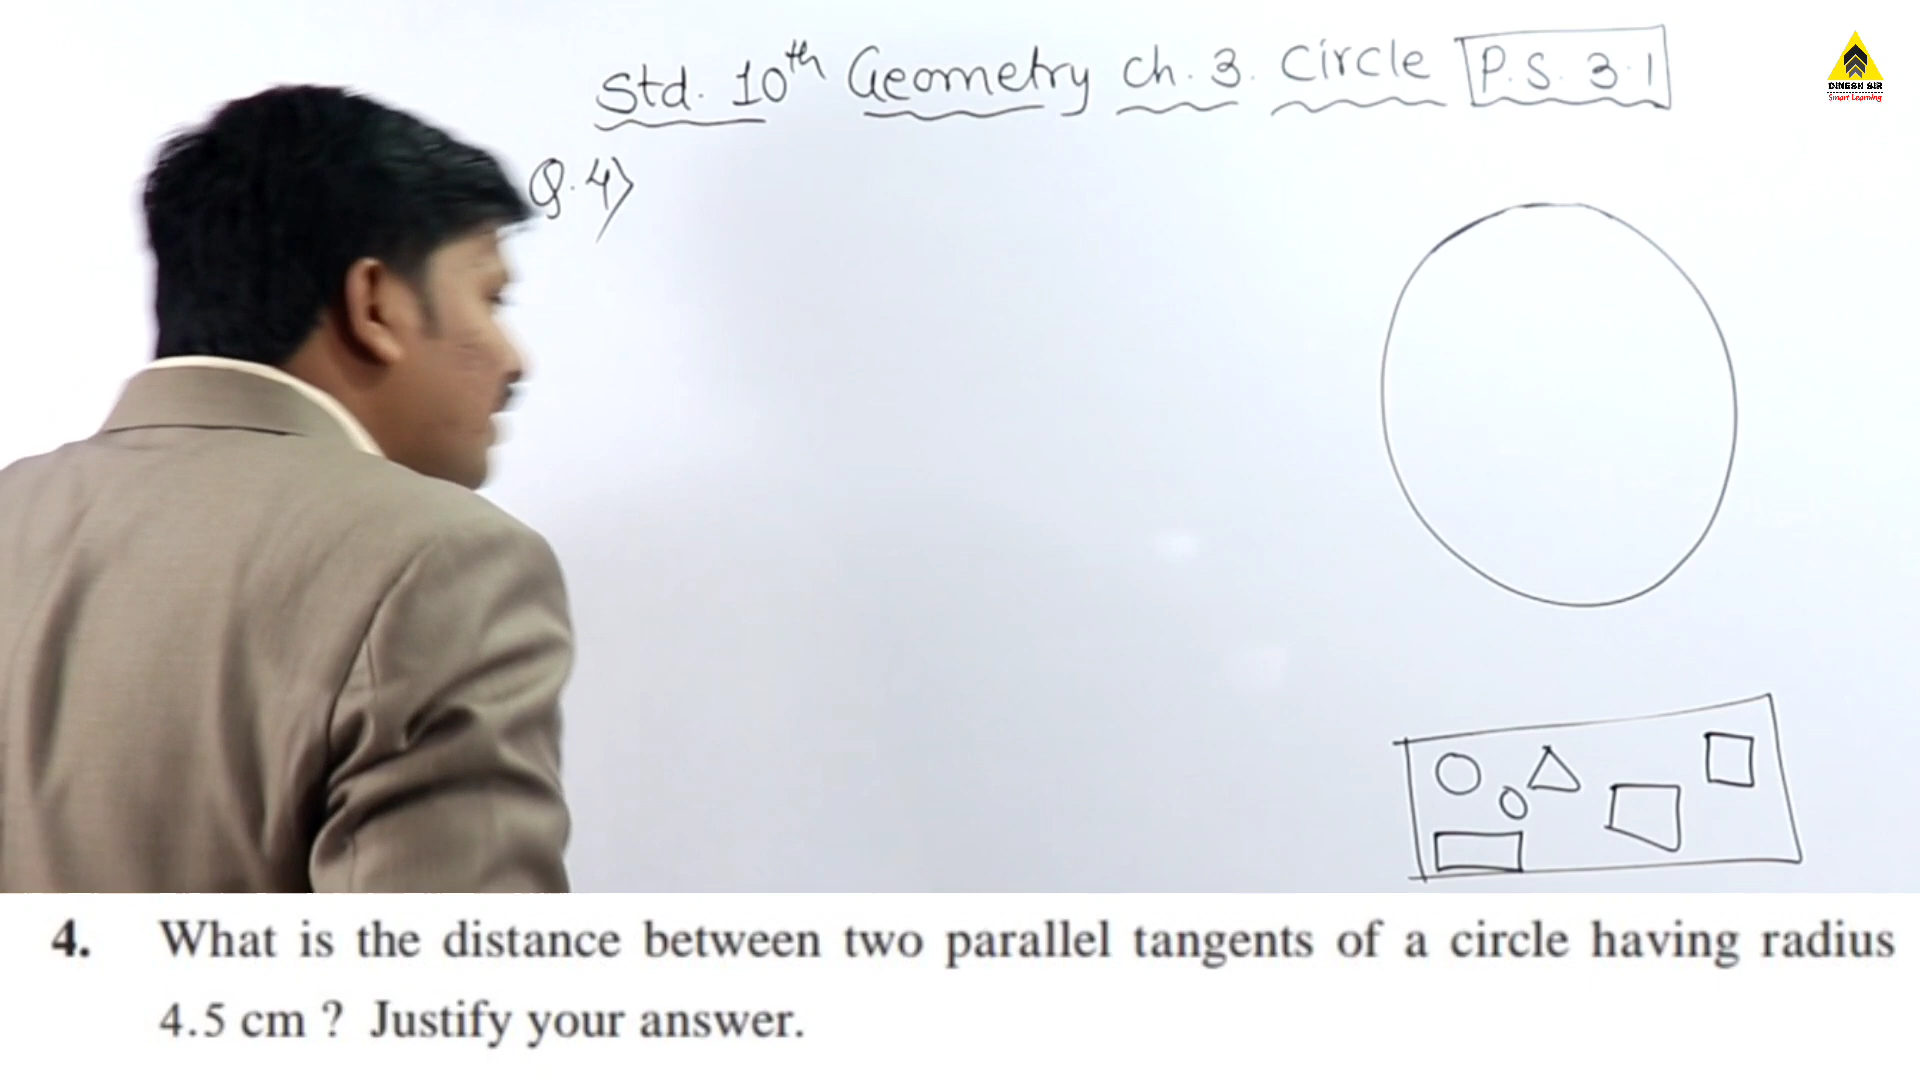 Std. 10th Geometry ch. 3. Circle P.S. 3.1
DINESH SIR
Smart Learning
Q.4)
4. What is the distance between two parallel tangents of a circle having radius
4.5 cm ? Justify your answer.